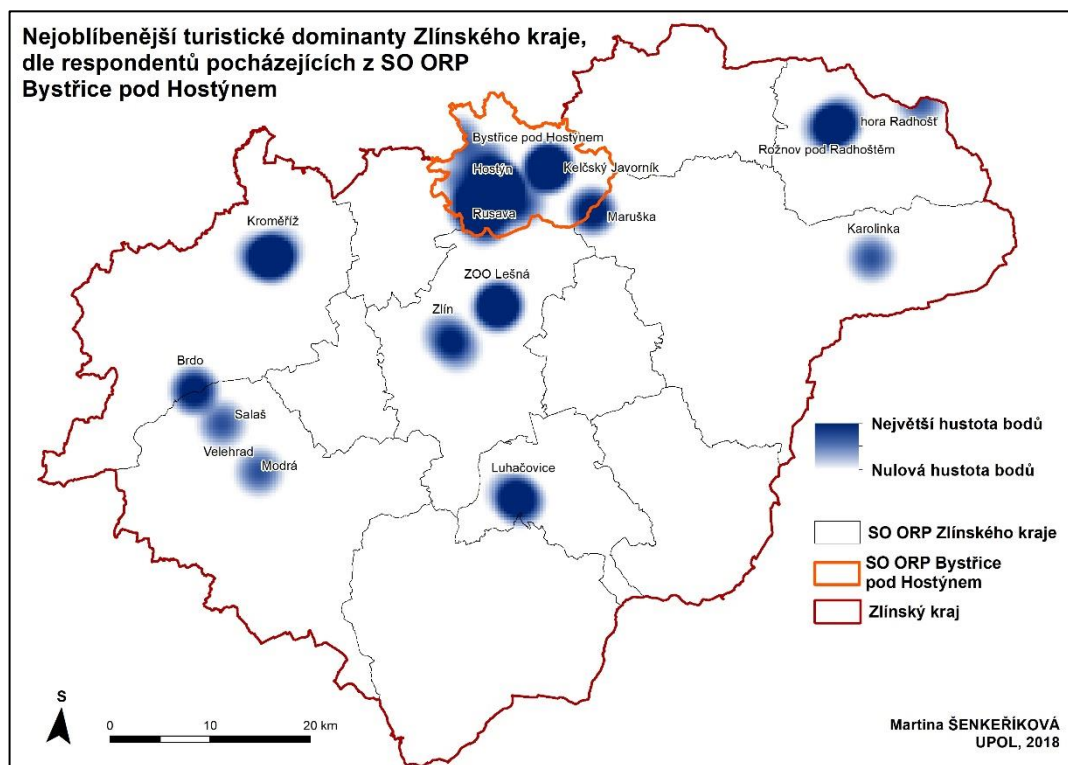 Nejoblíbenější turistické dominanty Zlínského kraje,
dle respondentů pocházejících z SO ORP
Bystřice pod Hostýnem
hora Radhošť
Bystřice pod Hostýnem
Rožnov pod Radhoštěm
Hostýn
Kelčský Javorník
Rusava
Maruška
Kroměříž
Karolinka
ZOO Lešná
Zlín
Brdo
Salaš
Velehrad
Modrá
Luhačovice
Největší hustota bodů
Nulová hustota bodů
SO ORP Zlínského kraje
SO ORP Bystřice
pod Hostýnem
Zlínský kraj
S
0 10 20 km
Martina ŠENKEŘÍKOVÁ
UPOL, 2018